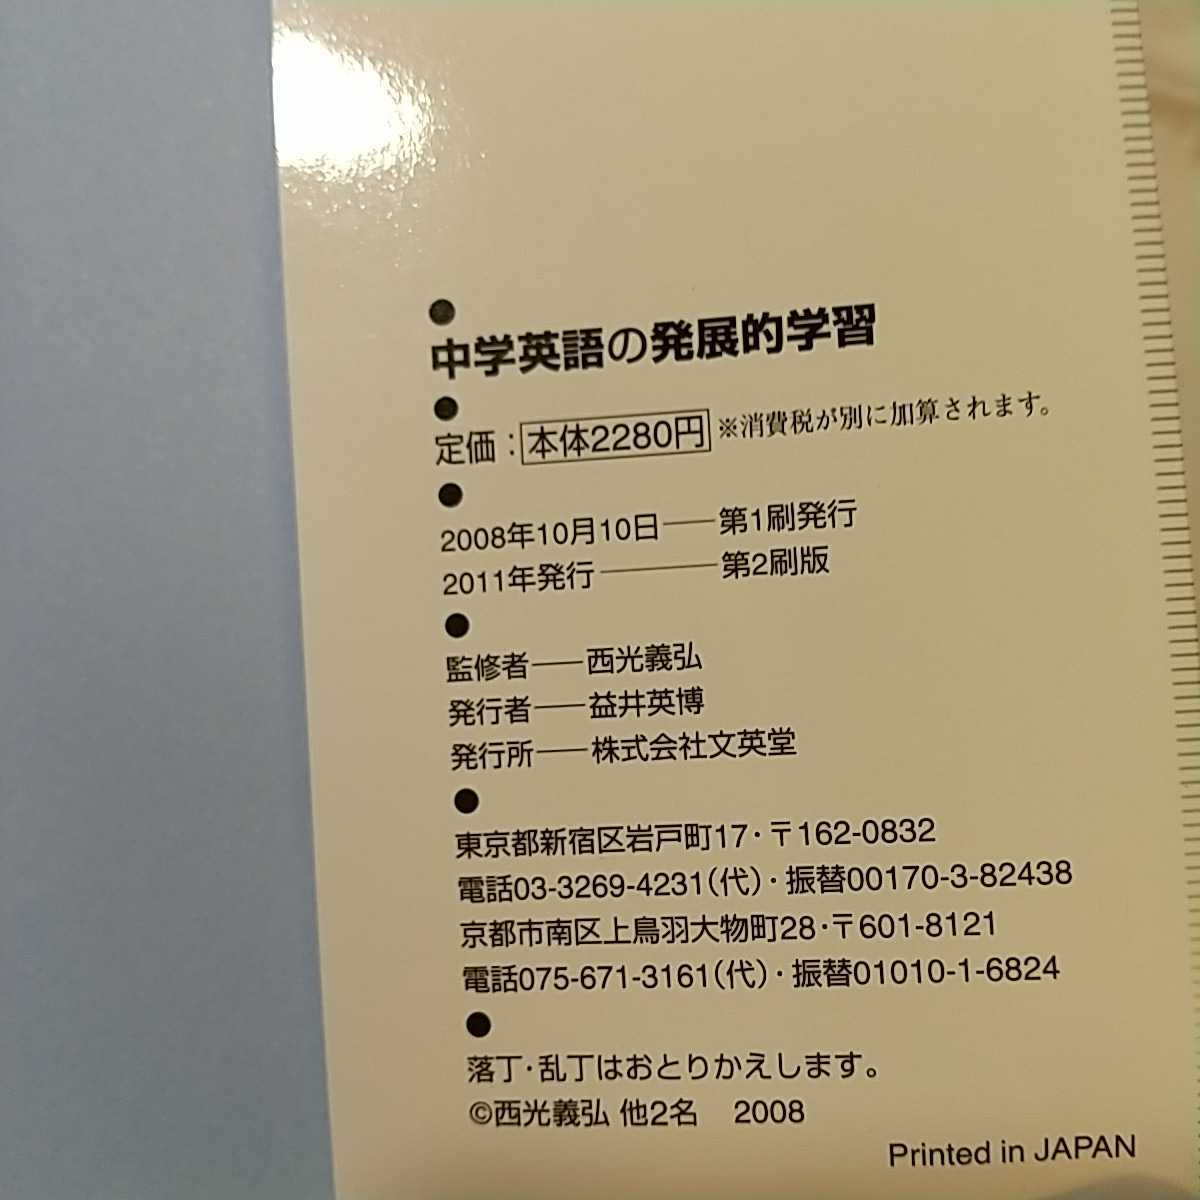 ●
中学英語の発展的学習
●
定価：本体2280円 ※消費税が別に加算されます。
●
2008年10月10日――第1刷発行
2011年発行――――第2刷版
●
監修者――西光義弘
発行者――益井英博
発行所――株式会社文英堂
●
東京都新宿区岩戸町17・〒162-0832
電話03-3269-4231(代)・振替00170-3-82438
京都市南区上鳥羽大物町28・〒601-8121
電話075-671-3161(代)・振替01010-1-6824
●
落丁・乱丁はおとりかえします。
©西光義弘 他2名 2008
Printed in JAPAN